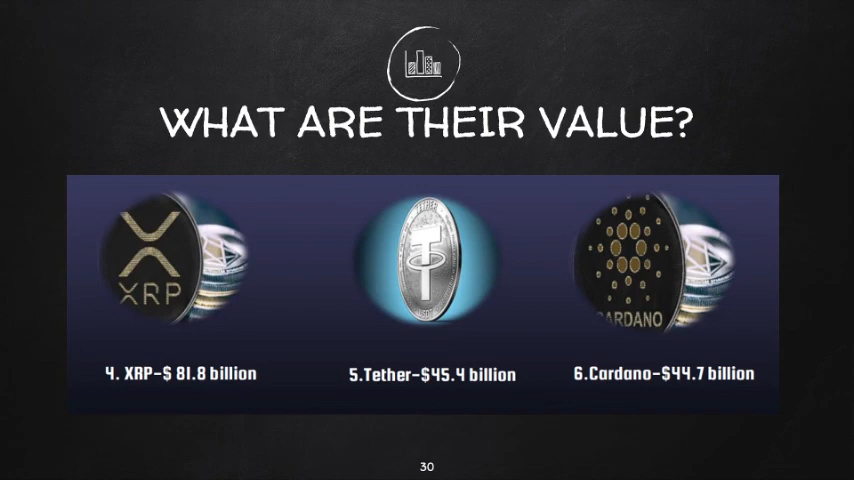 WHAT ARE THEIR VALUE?
XRP
TETHER
CARDANO
4. XRP-$ 81.8 billion
5.Tether-$45.4 billion
6.Cardano-$44.7 billion
30